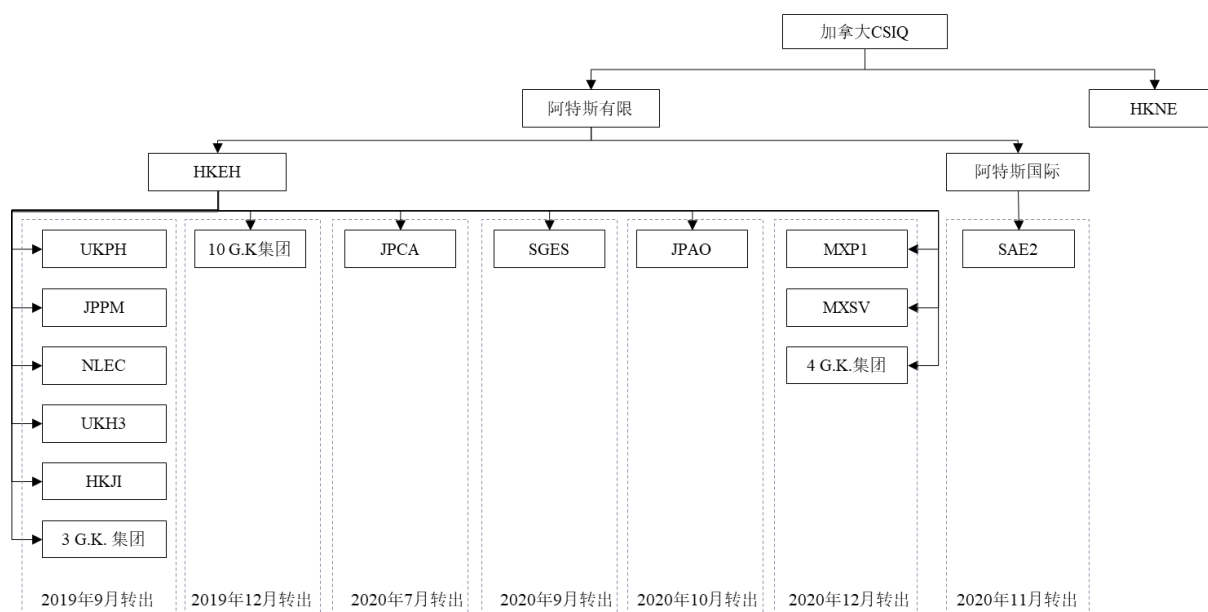 加拿大CSIQ
阿特斯有限
HKNE
HKEH
阿特斯国际
UKPH
10 G.K集团
JPCA
SGES
JPAO
MXP1
SAE2
JPPM
MXSV
NLEC
4 G.K.集团
UKH3
HKJI
3 G.K. 集团
2019年9月转出
2019年12月转出
2020年7月转出
2020年9月转出
2020年10月转出
2020年12月转出
2020年11月转出